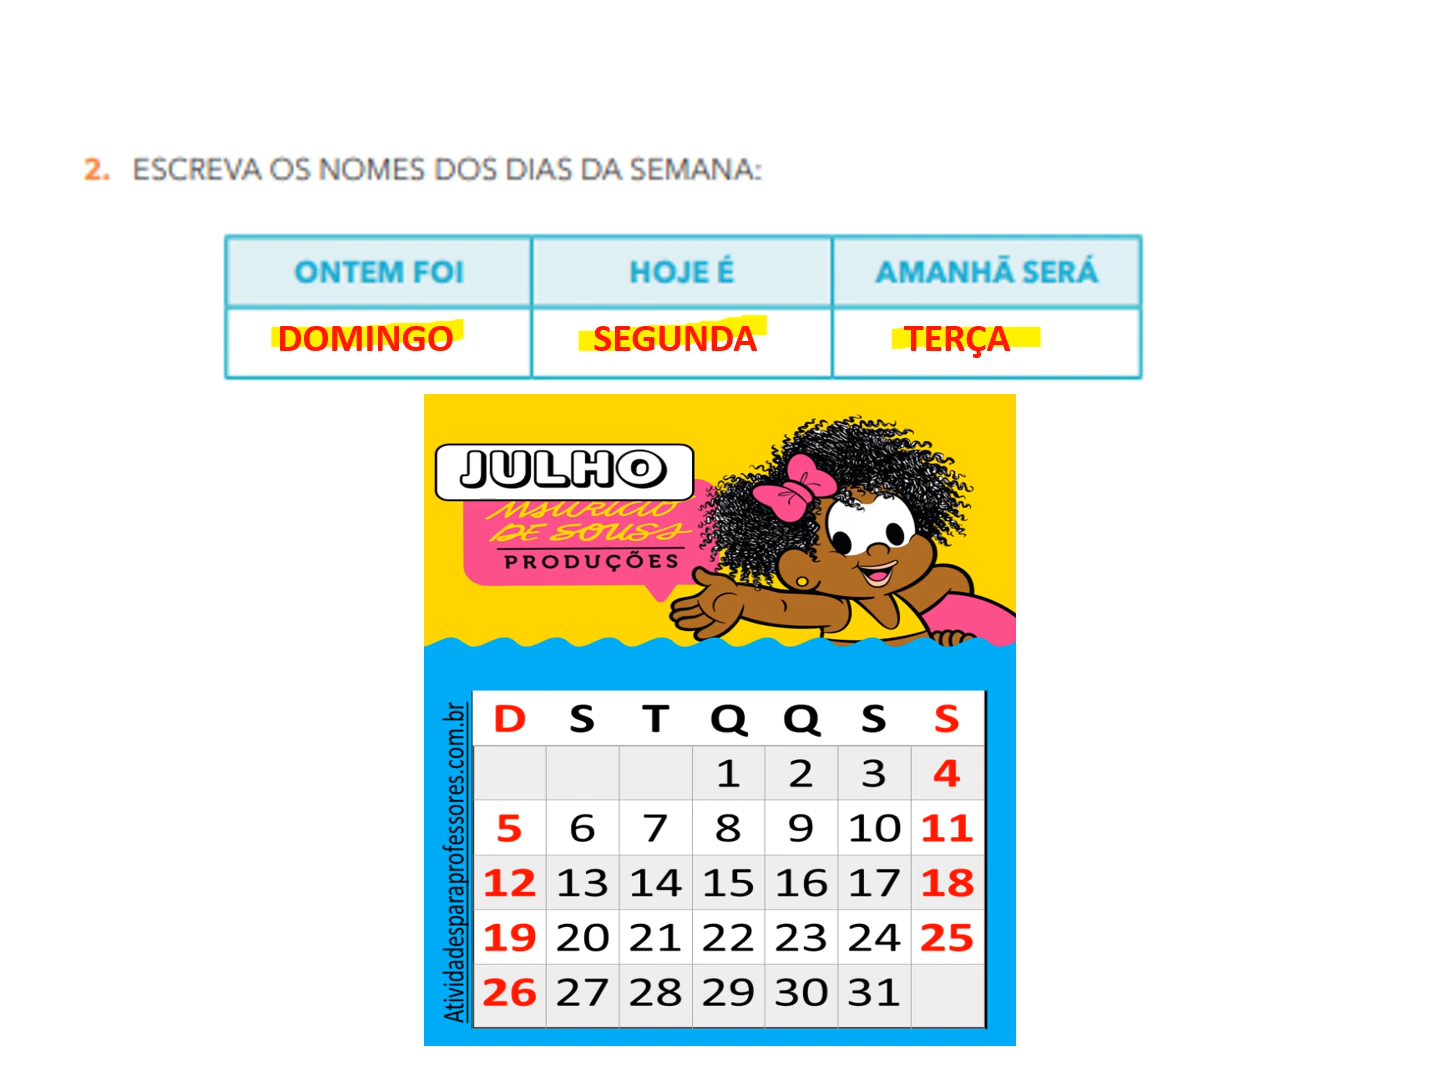 2. ESCREVA OS NOMES DOS DIAS DA SEMANA:
ONTEM FOI HOJE É AMANHÃ SERÁ
DOMINGO SEGUNDA TERÇA
JULHO
MAURICIO
DE SOUSA
PRODUÇÕES
Atividadesparaprofessores.com.br
D S T Q Q S S
1 2 3 4
5 6 7 8 9 10 11
12 13 14 15 16 17 18
19 20 21 22 23 24 25
26 27 28 29 30 31